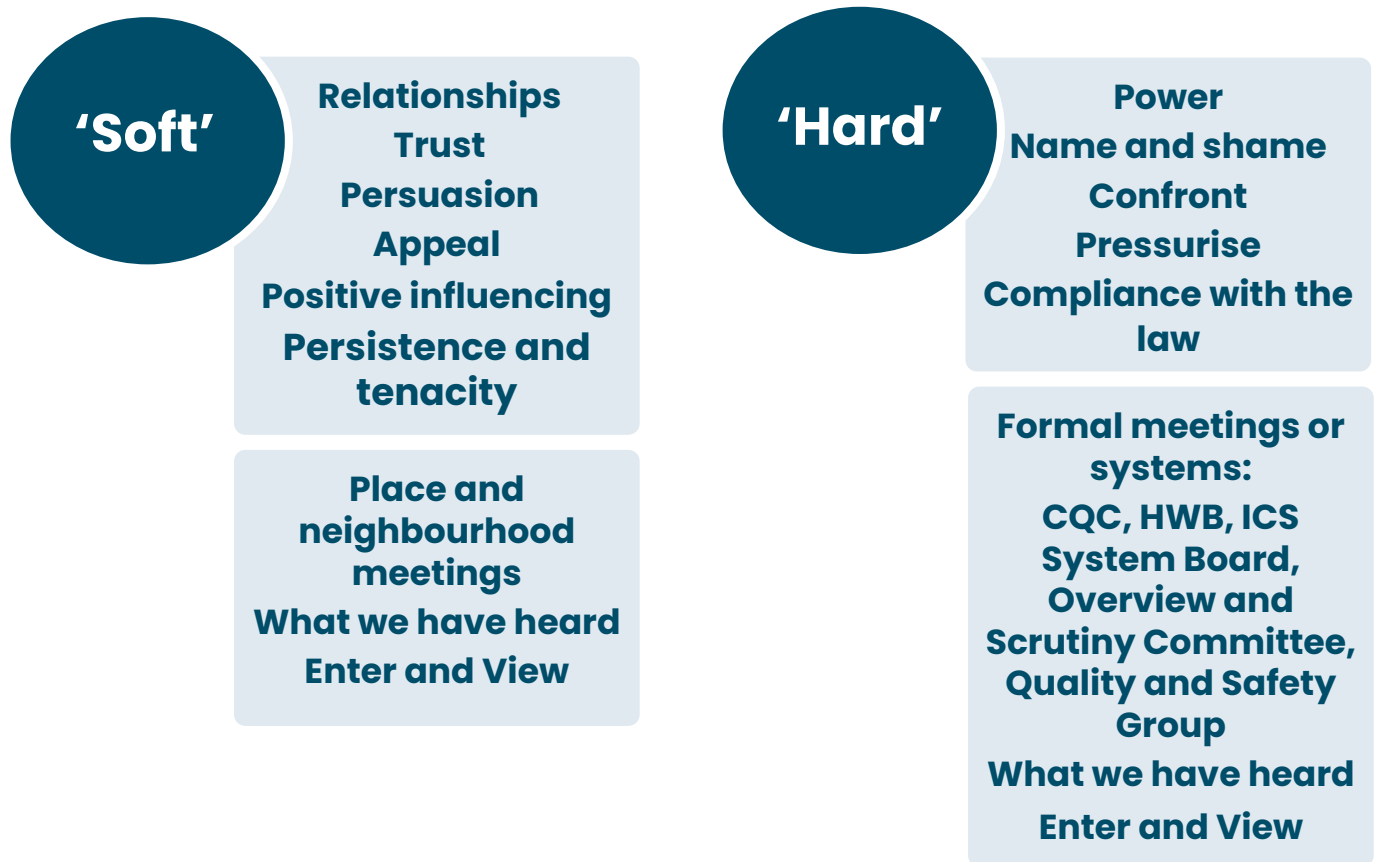 ‘Soft’
Relationships
Trust
Persuasion
Appeal
Positive influencing
Persistence and
tenacity
Place and
neighbourhood
meetings
What we have heard
Enter and View
‘Hard’
Power
Name and shame
Confront
Pressurise
Compliance with the
law
Formal meetings or
systems:
CQC, HWB, ICS
System Board,
Overview and
Scrutiny Committee,
Quality and Safety
Group
What we have heard
Enter and View